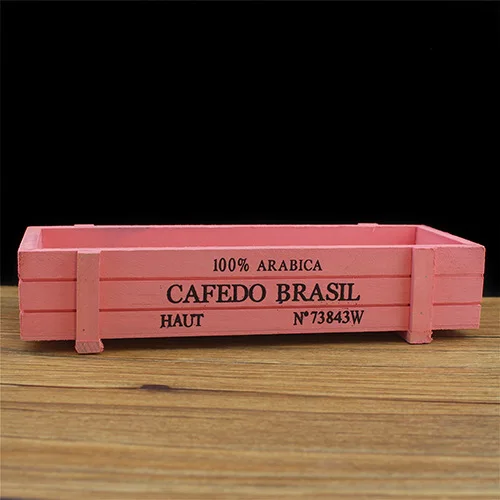 100% ARABICA
CAFEDO BRASIL
HAUT N°73843W